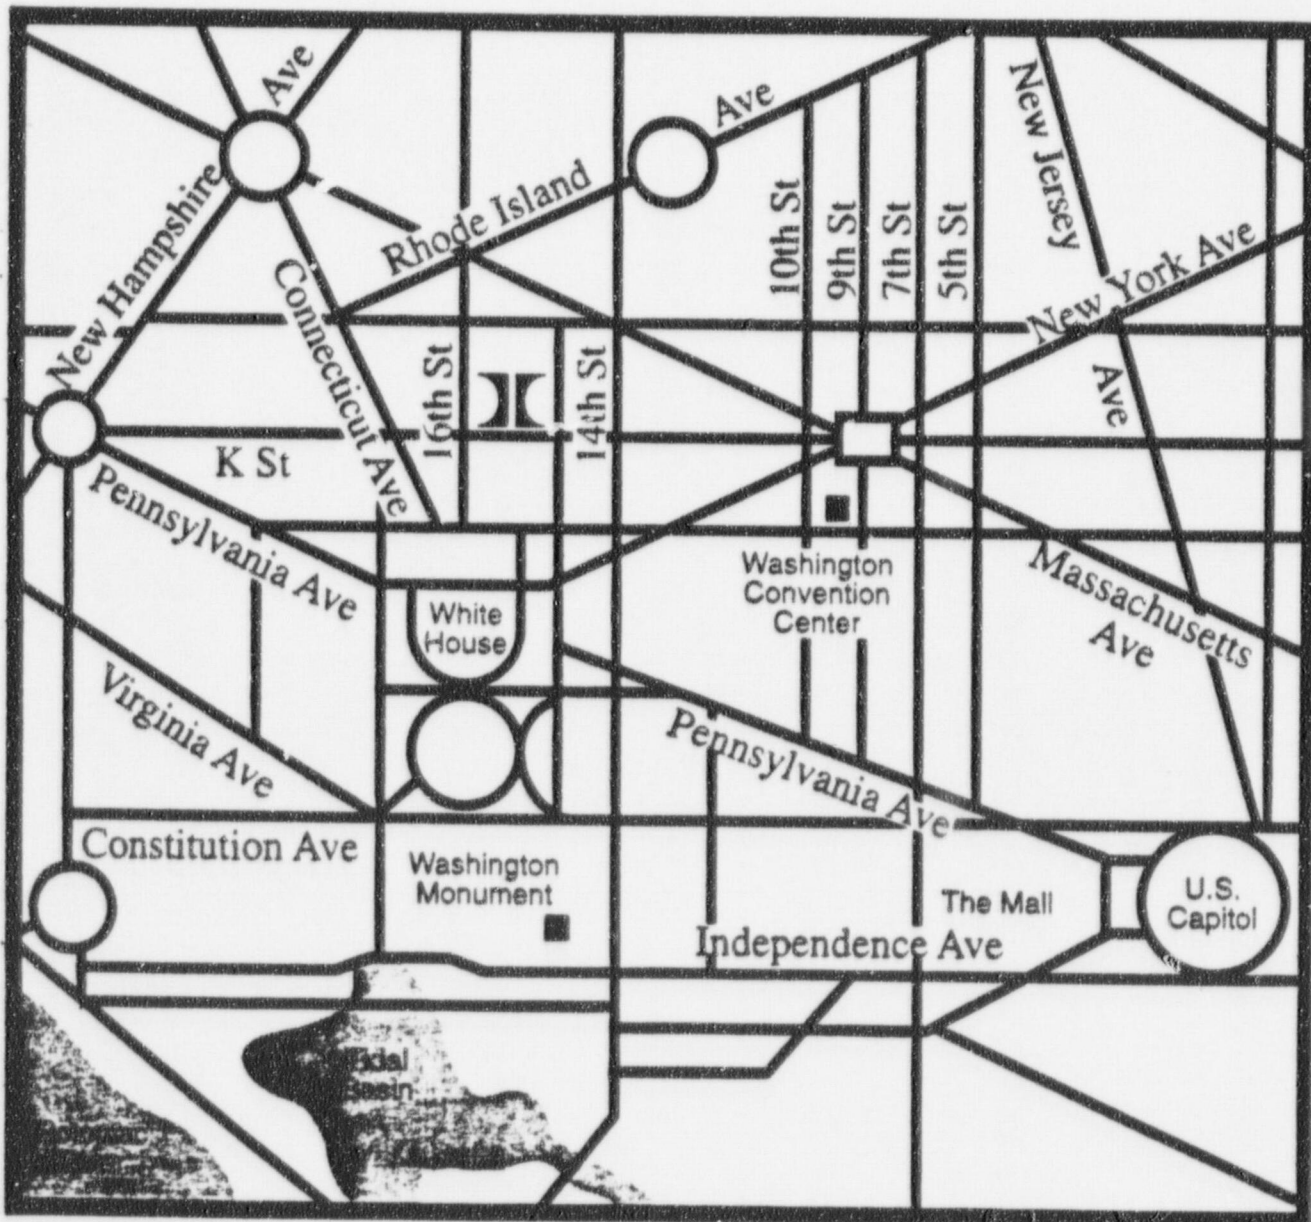 Ave
Ave
New Jersey
10th St
9th St
7th St
5th St
Rhode Island
New Hampshire
Connecticut Ave
New York Ave
16th St
14th St
Ave
K St
Pennsylvania Ave
Washington
Convention
Center
White
House
Massachusetts
Ave
Virginia Ave
Pennsylvania Ave
Constitution Ave
Washington
Monument
The Mall
U.S.
Capitol
Independence Ave
Tidal
Basin